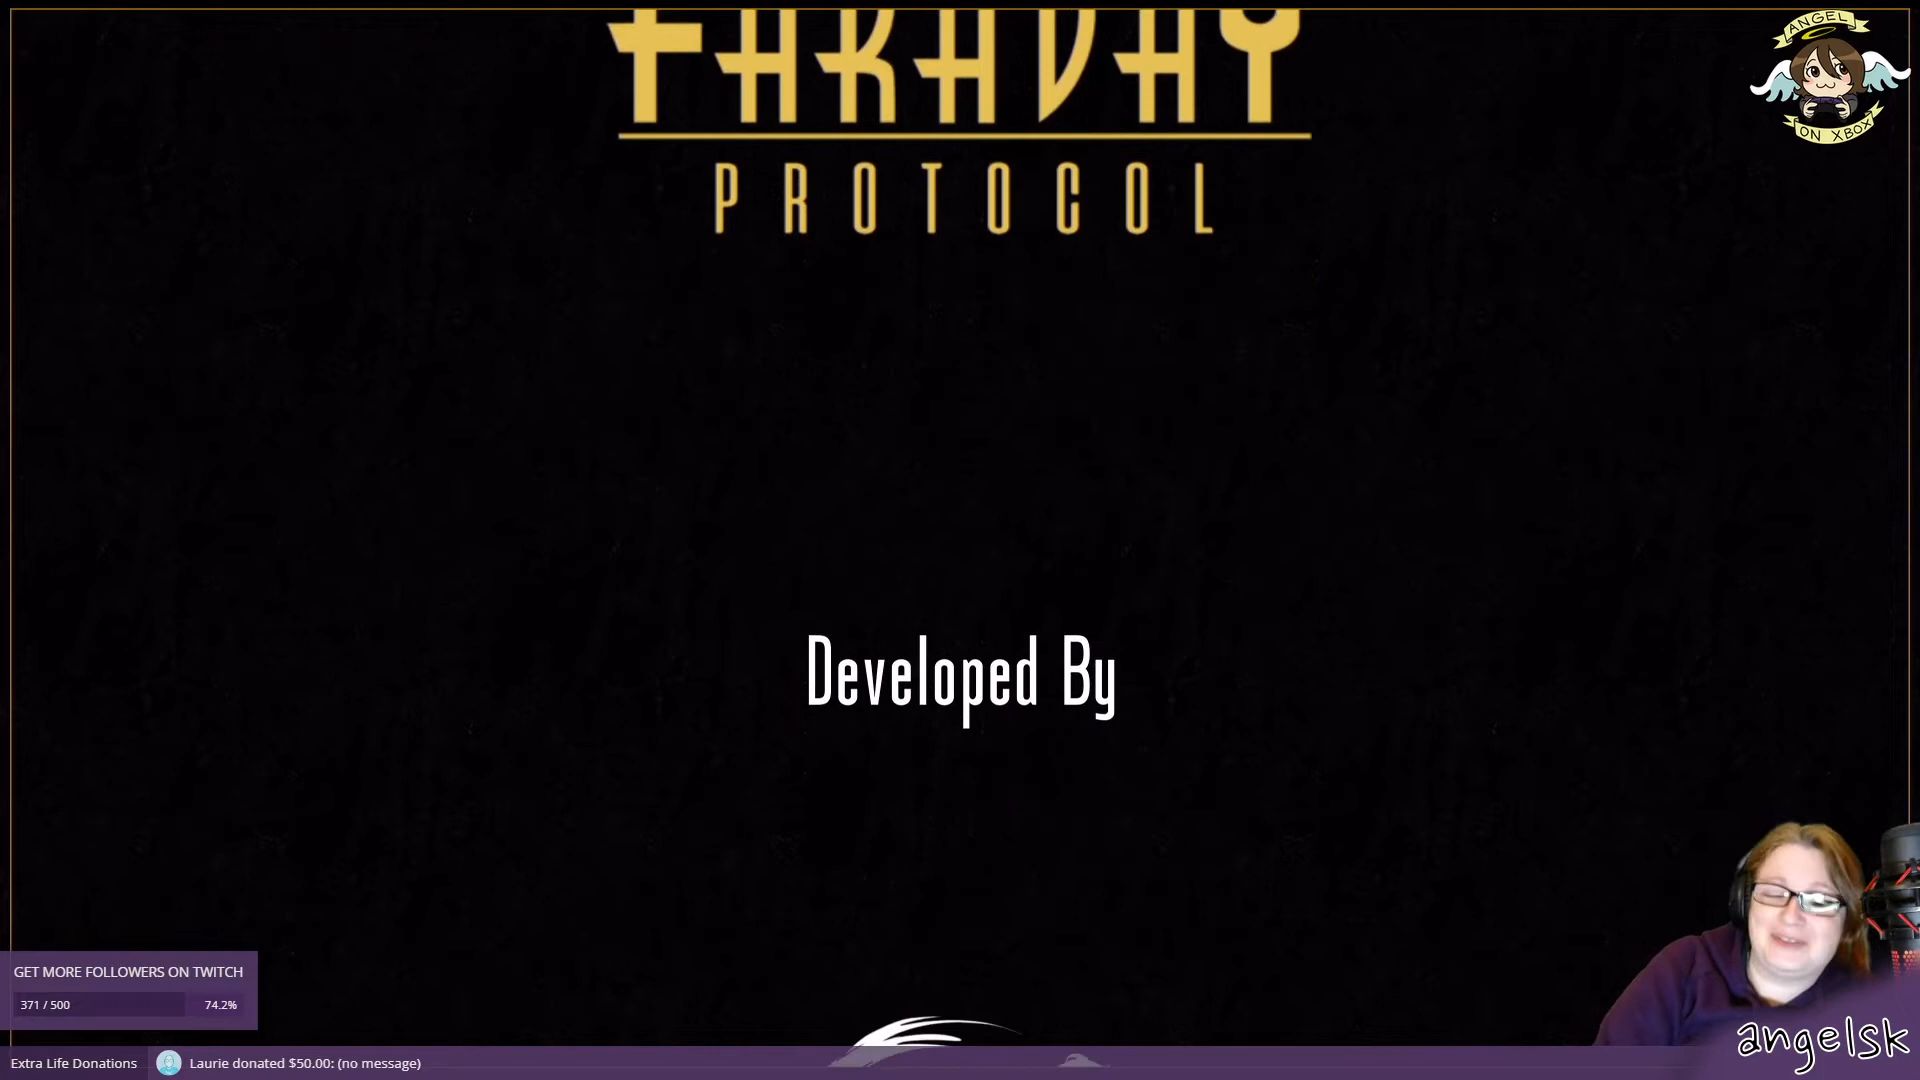 FARADAY
PROTOCOL
ANGEL
ON XBOX
Developed By
GET MORE FOLLOWERS ON TWITCH
371 / 500 74.2%
angelsk
Extra Life Donations Laurie donated $50.00: (no message)